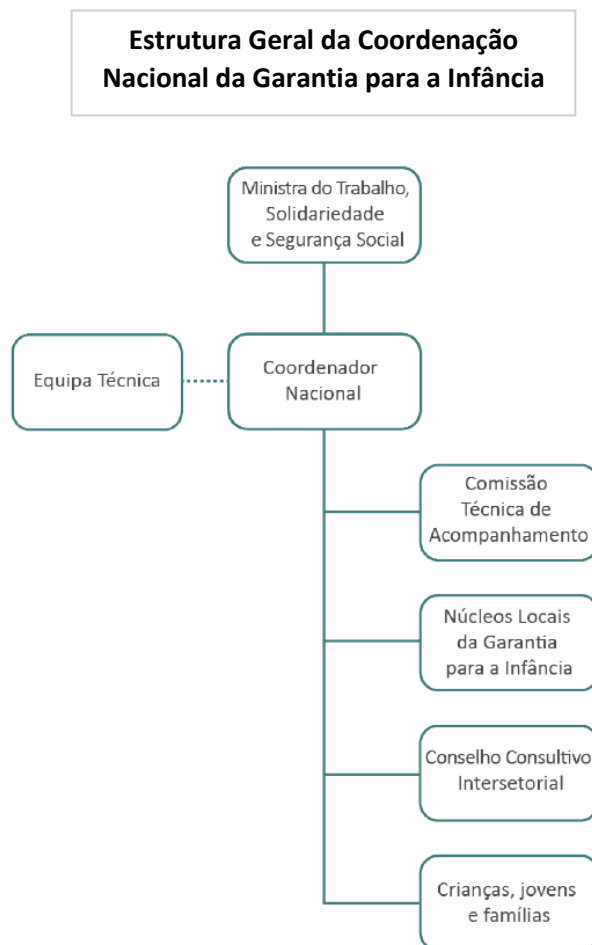 Estrutura Geral da Coordenação
Nacional da Garantia para a Infância
Ministra do Trabalho,
Solidariedade
e Segurança Social
Equipa Técnica
Coordenador
Nacional
Comissão
Técnica de
Acompanhamento
Núcleos Locais
da Garantia
para a Infância
Conselho Consultivo
Intersetorial
Crianças, jovens
e famílias